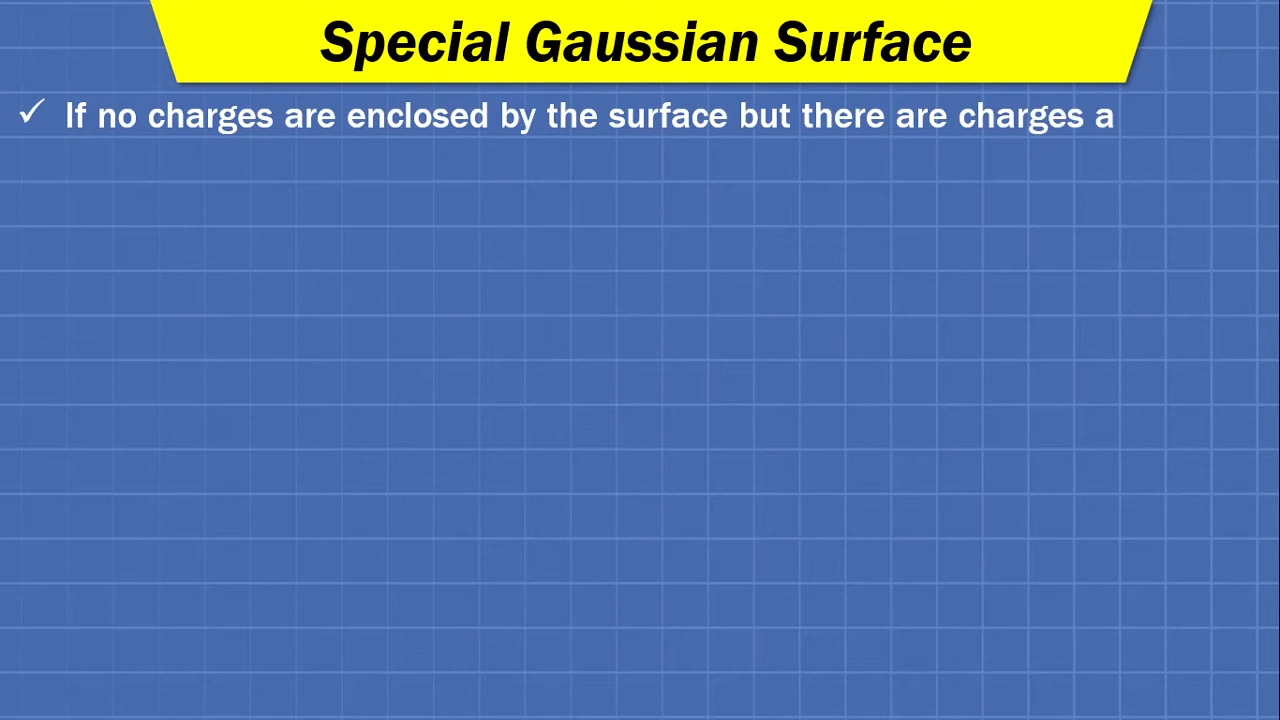 Special Gaussian Surface
✓ If no charges are enclosed by the surface but there are charges a